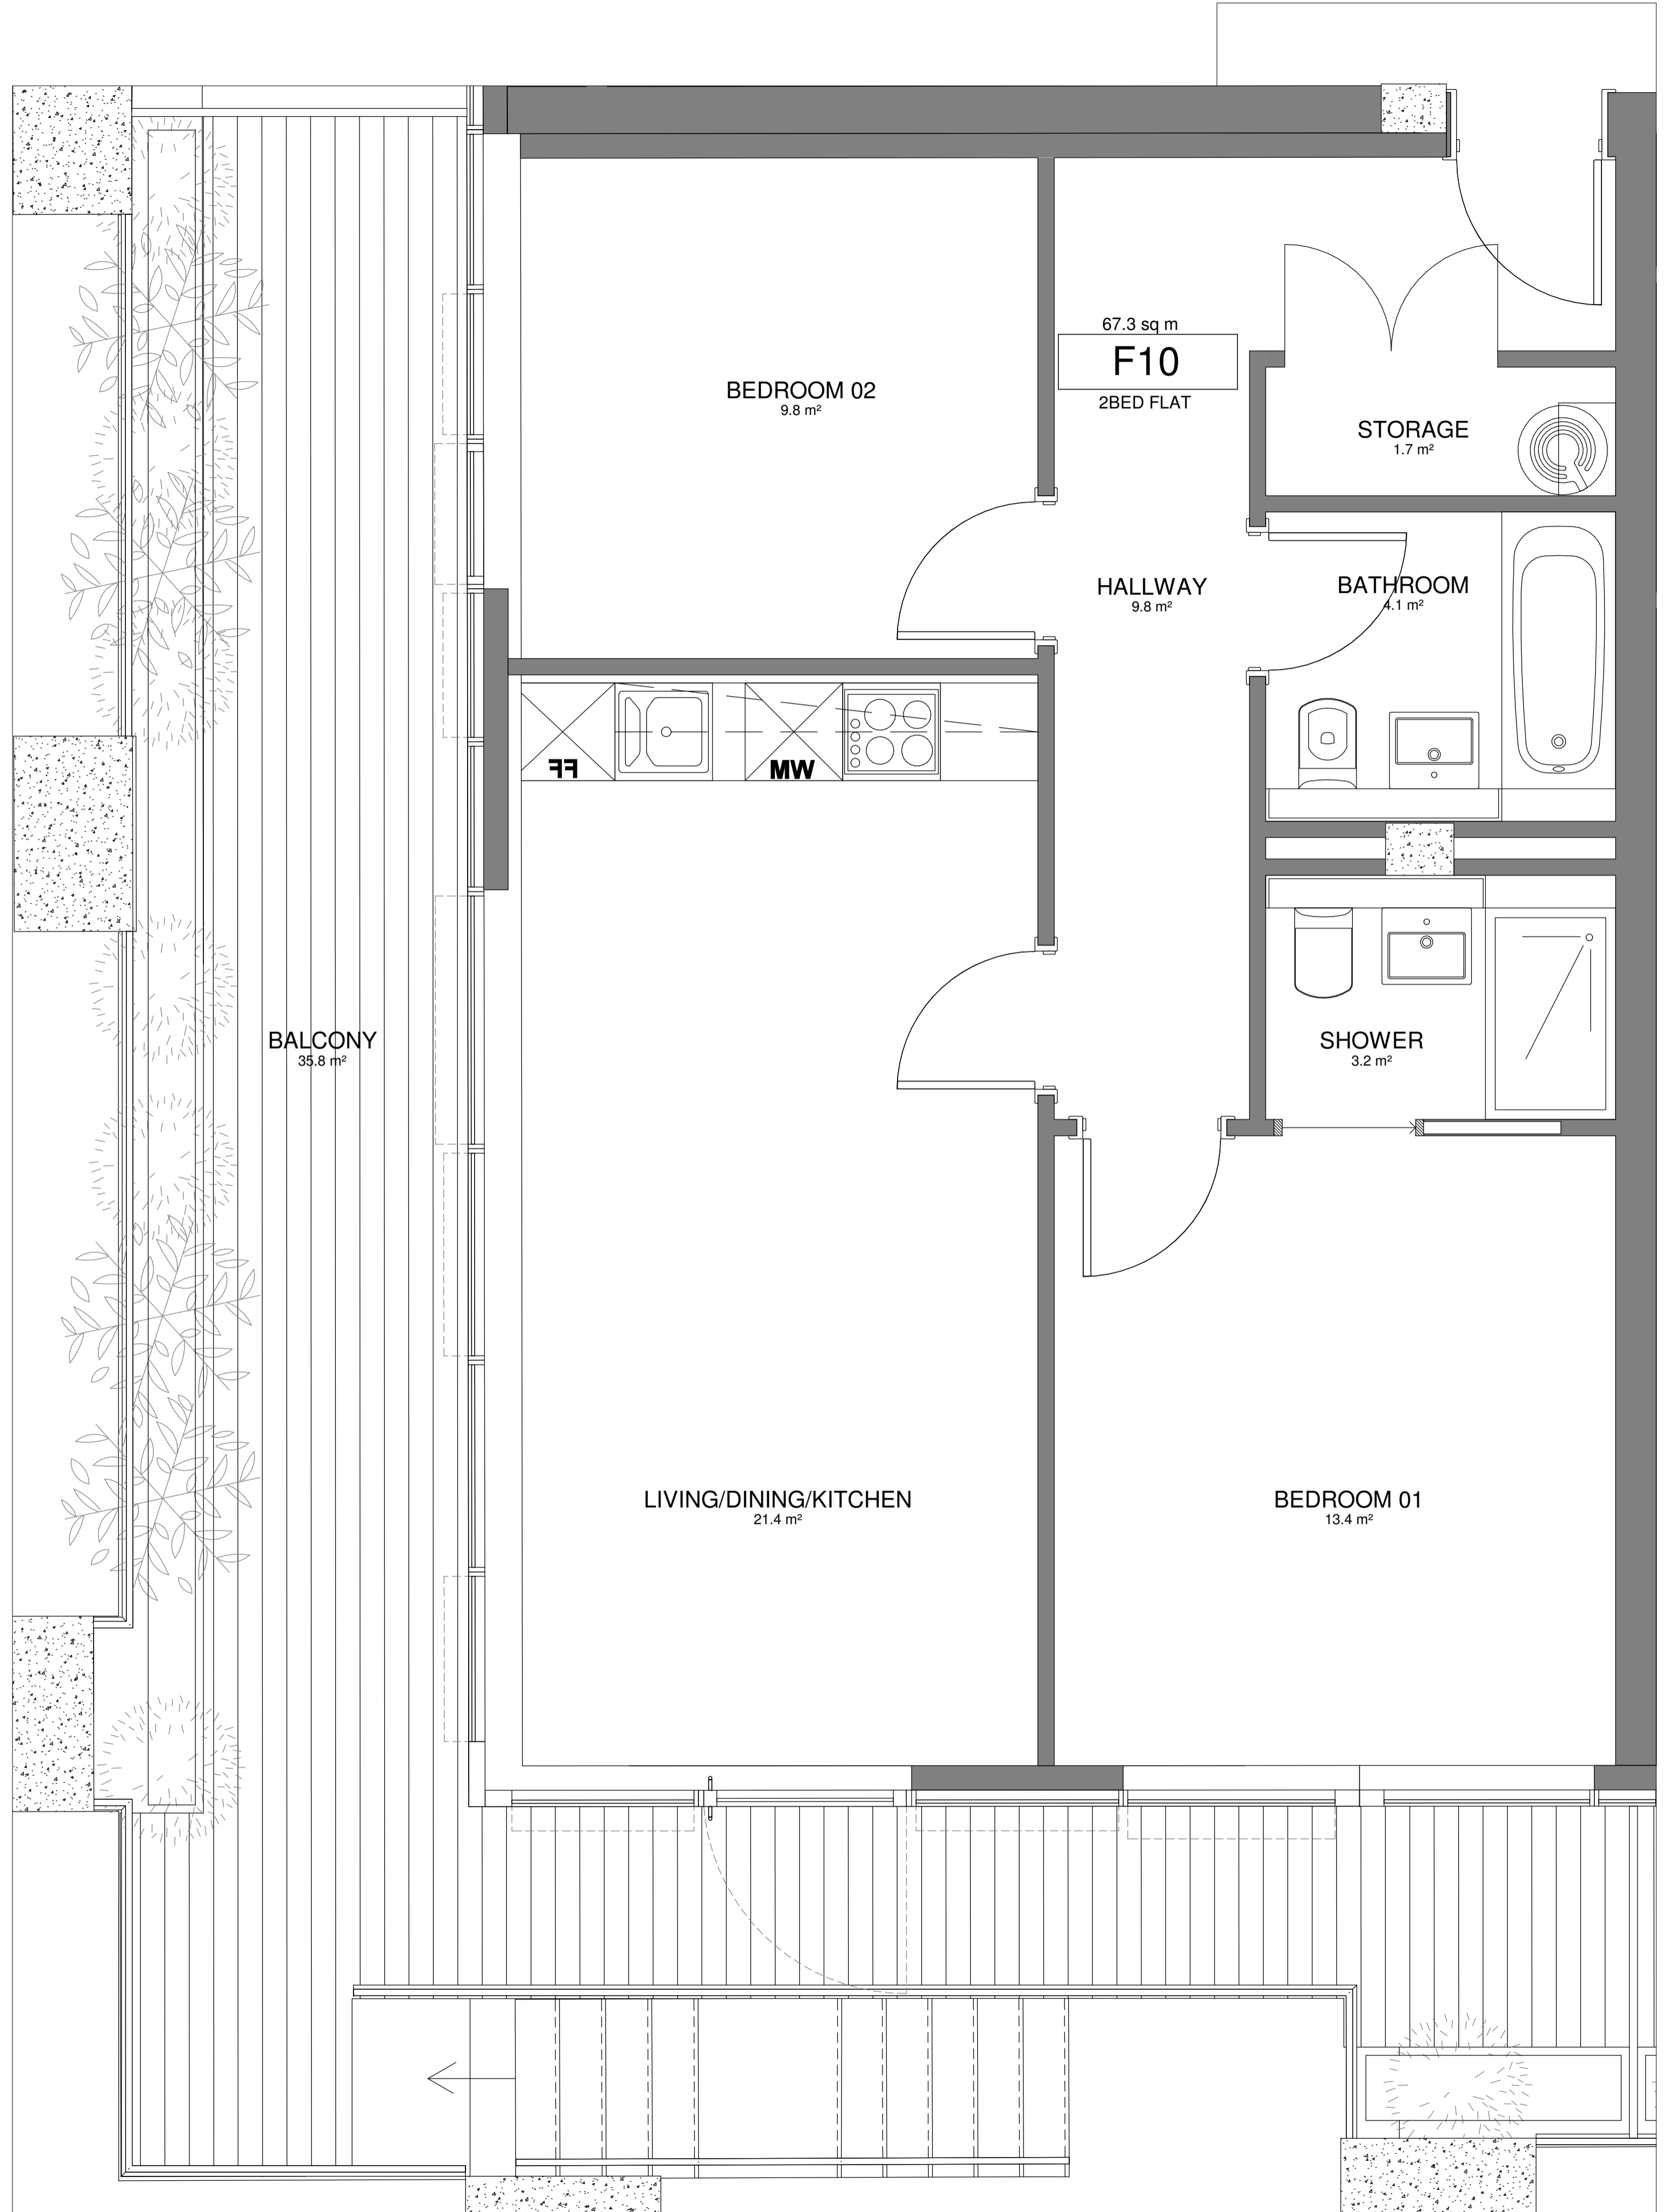 67.3 sq m
F10
2BED FLAT
BEDROOM 02
9.8 m²
STORAGE
1.7 m²
HALLWAY
9.8 m²
BATHROOM
4.1 m²
FF
MW
BALCONY
35.8 m²
SHOWER
3.2 m²
LIVING/DINING/KITCHEN
21.4 m²
BEDROOM 01
13.4 m²